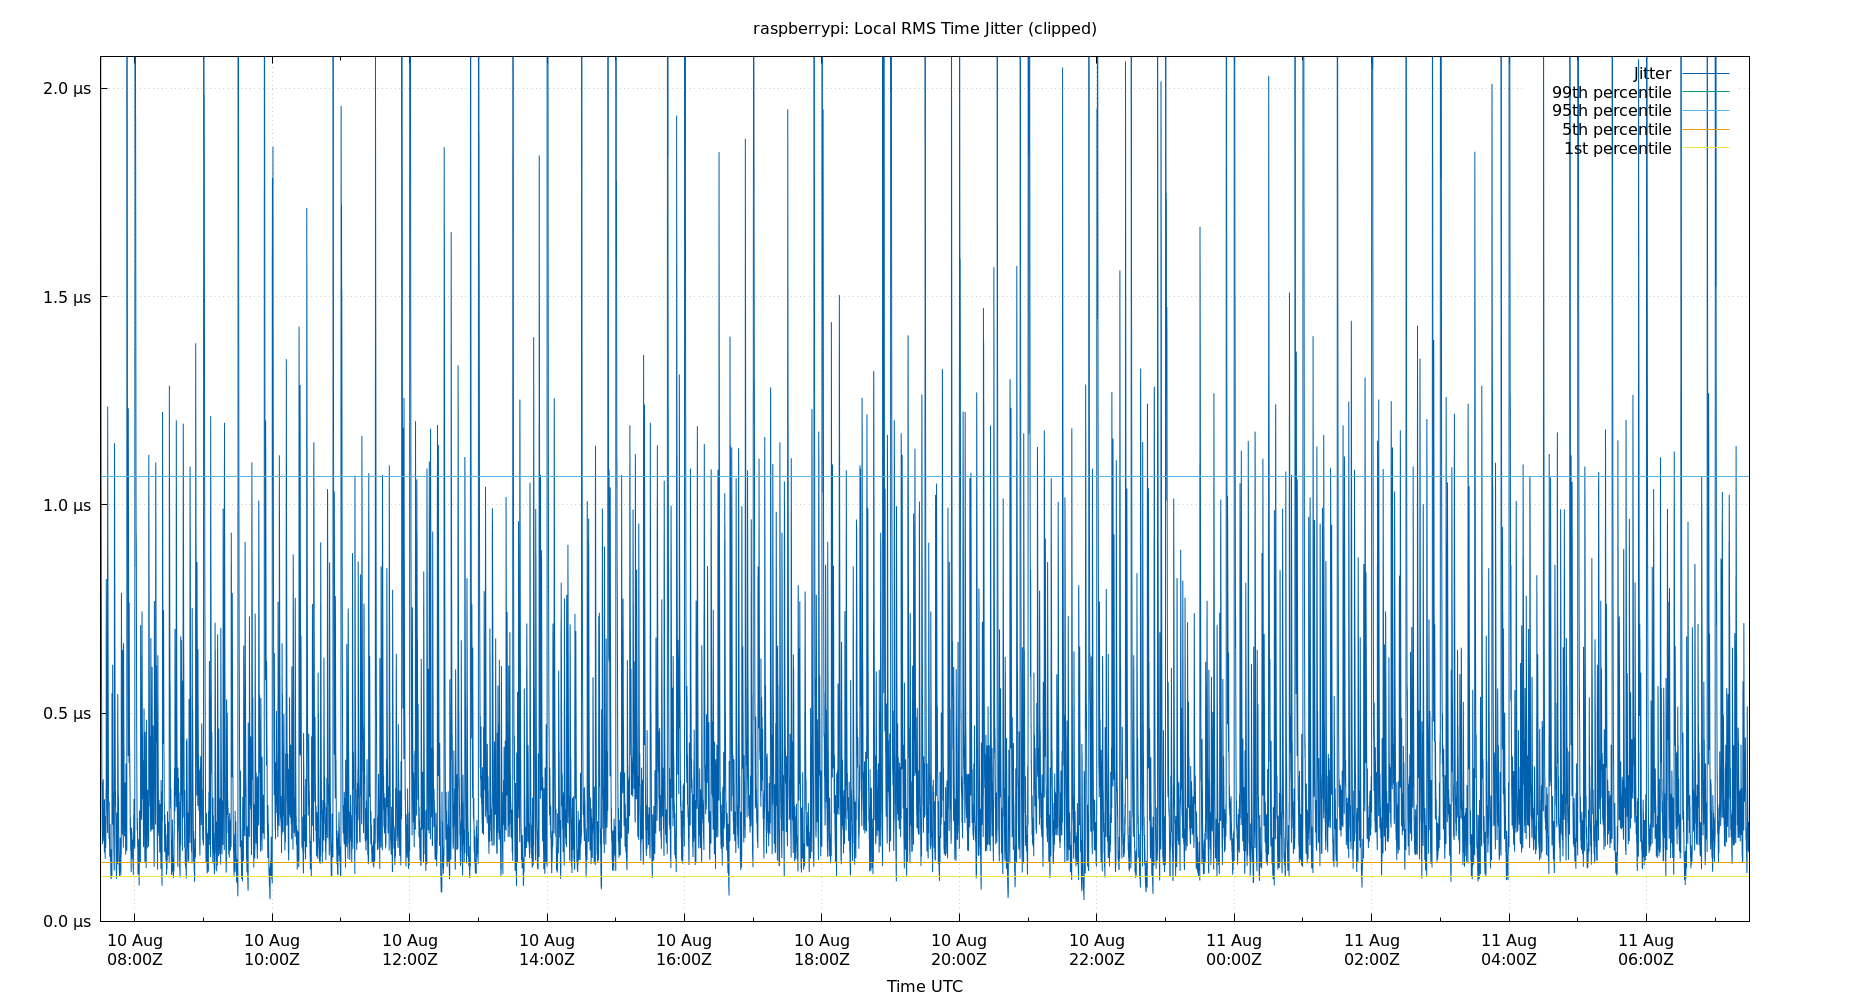 raspberrypi: Local RMS Time Jitter (clipped)
Jitter
99th percentile
95th percentile
5th percentile
1st percentile
2.0 µs
1.5 µs
1.0 µs
0.5 µs
0.0 µs
10 Aug 10 Aug 10 Aug 10 Aug 10 Aug 10 Aug 10 Aug 10 Aug 11 Aug 11 Aug 11 Aug 11 Aug
08:00Z 10:00Z 12:00Z 14:00Z 16:00Z 18:00Z 20:00Z 22:00Z 00:00Z 02:00Z 04:00Z 06:00Z
Time UTC